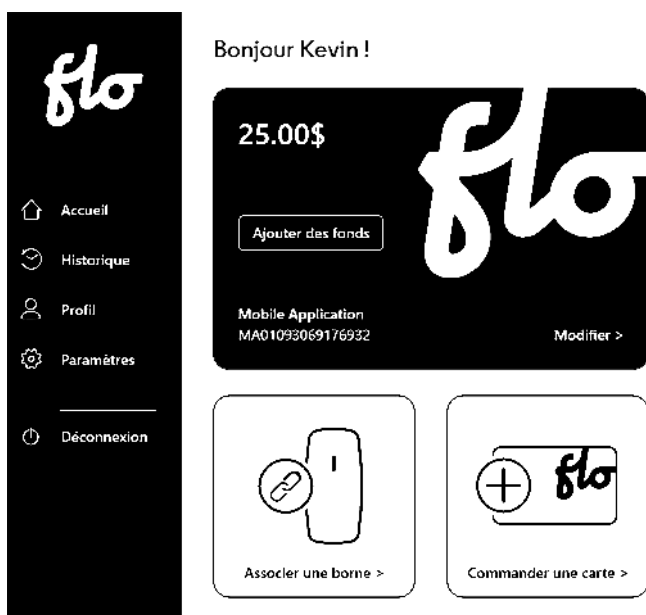 flo
Accueil
Historique
Profil
Paramètres
Déconnexion
Bonjour Kevin !
25.00$
flo
Ajouter des fonds
Mobile Application
MA01093069176932
Modifier >
Associer une borne >
flo
Commander une carte >